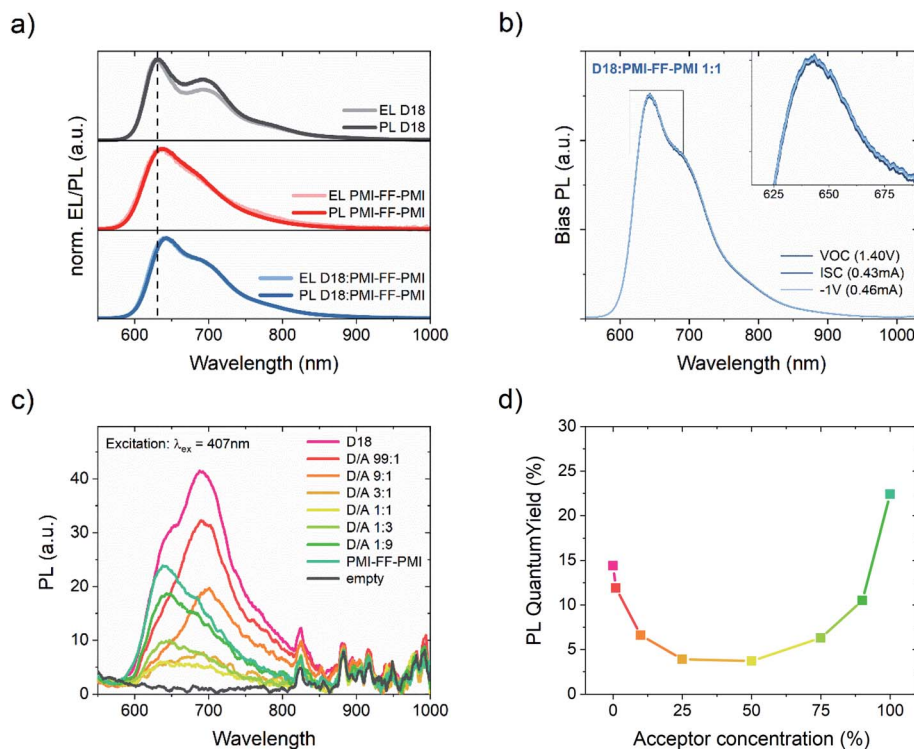 a)
norm. EL/PL (a.u.)
EL D18
PL D18
EL PMI-FF-PMI
PL PMI-FF-PMI
EL D18:PMI-FF-PMI
PL D18:PMI-FF-PMI
600 700 800 900 1000
Wavelength (nm)
b)
Bias PL (a.u.)
D18:PMI-FF-PMI 1:1
625 650 675
VOC (1.40V)
ISC (0.43mA)
-1V (0.46mA)
600 700 800 900 1000
Wavelength (nm)
c)
PL (a.u.)
Excitation: λex = 407nm
D18
D/A 99:1
D/A 9:1
D/A 3:1
D/A 1:1
D/A 1:3
D/A 1:9
PMI-FF-PMI
empty
40
30
20
10
0
600 700 800 900 1000
Wavelength
d)
PL QuantumYield (%)
30
25
20
15
10
5
0
0 25 50 75 100
Acceptor concentration (%)